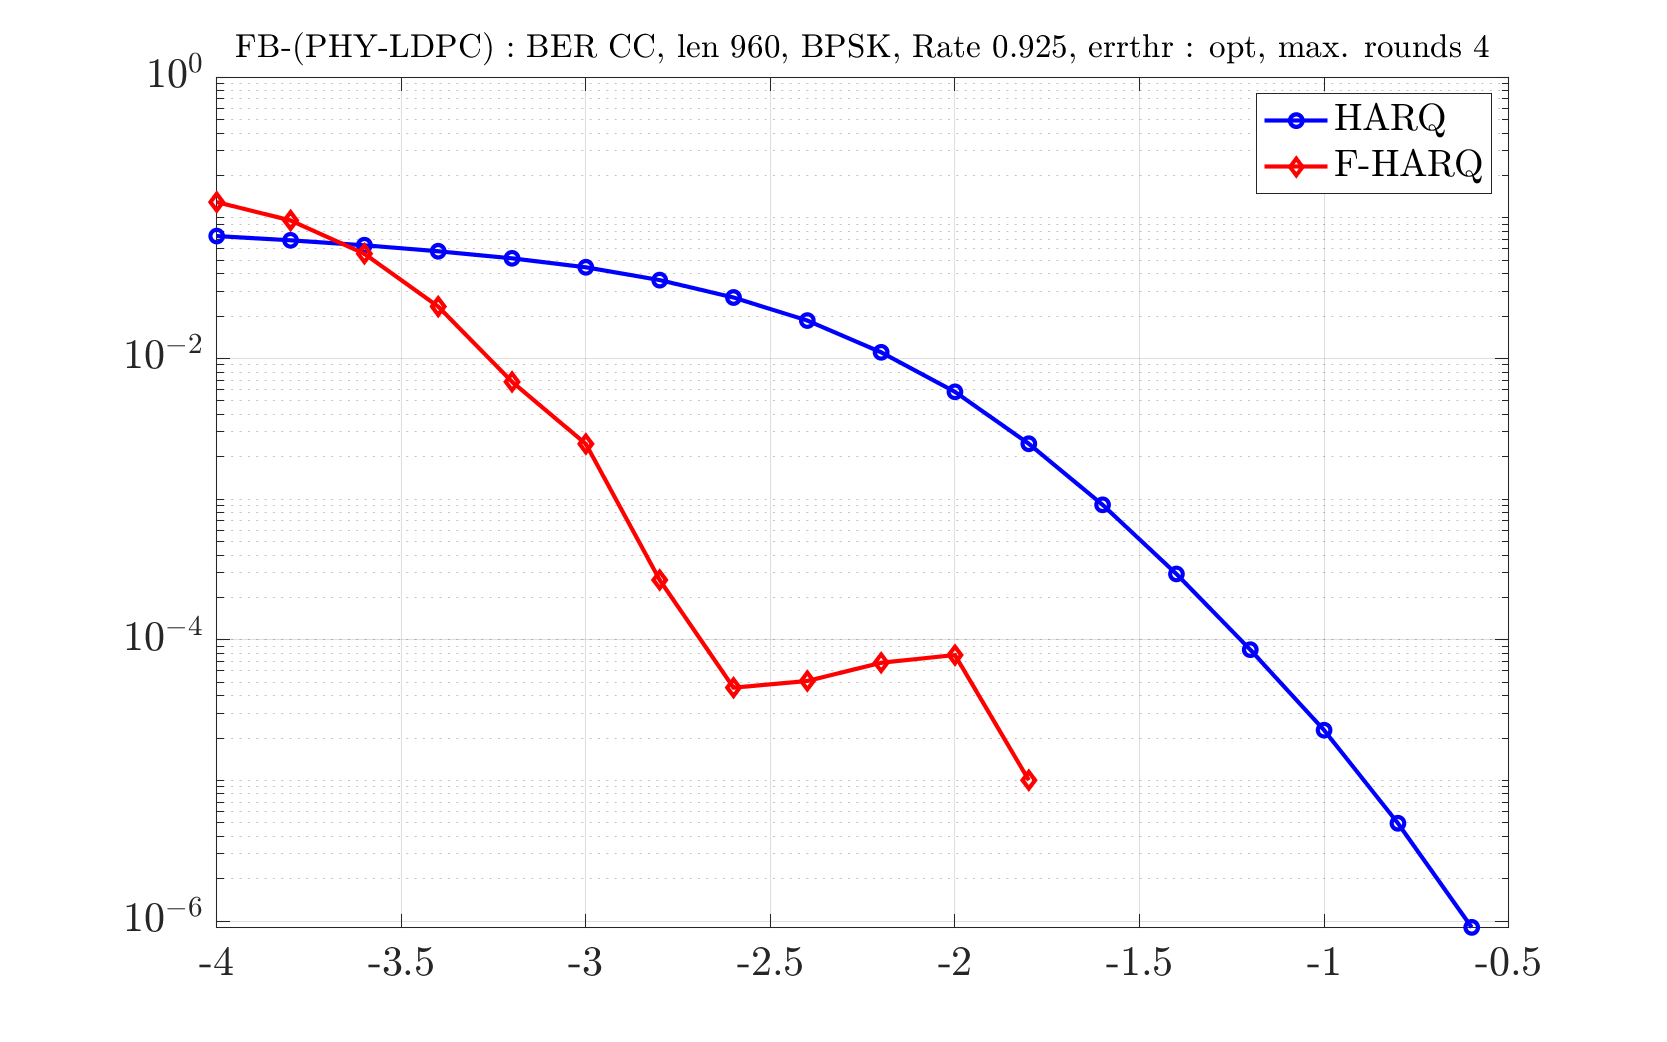 FB-(PHY-LDPC) : BER CC, len 960, BPSK, Rate 0.925, errthr : opt, max. rounds 4
10^0
HARQ
F-HARQ
10^−2
10^−4
10^−6
-4 -3.5 -3 -2.5 -2 -1.5 -1 -0.5